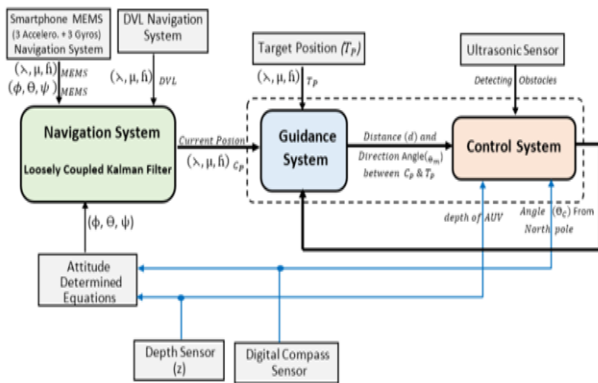 Smartphone MEMS
(3 Accelero. + 3 Gyros)
Navigation System
DVL Navigation
System
Target Position (T_P)
Ultrasonic Sensor
(λ, μ, ɦ)_MEMS
(ϕ, Θ, ψ)_MEMS
(λ, μ, ɦ)_DVL
(λ, μ, ɦ)_TP
Detecting Obstacles
Navigation System
Loosely Coupled Kalman Filter
Current Posion
(λ, μ, ɦ)_CP
Guidance
System
Distance (d) and
Direction Angle(θ_m)
between C_P & T_P
Control System
(ϕ, Θ, ψ)
depth of AUV
Angle (Θ_C) From
North pole
Attitude
Determined
Equations
Depth Sensor
(z)
Digital Compass
Sensor